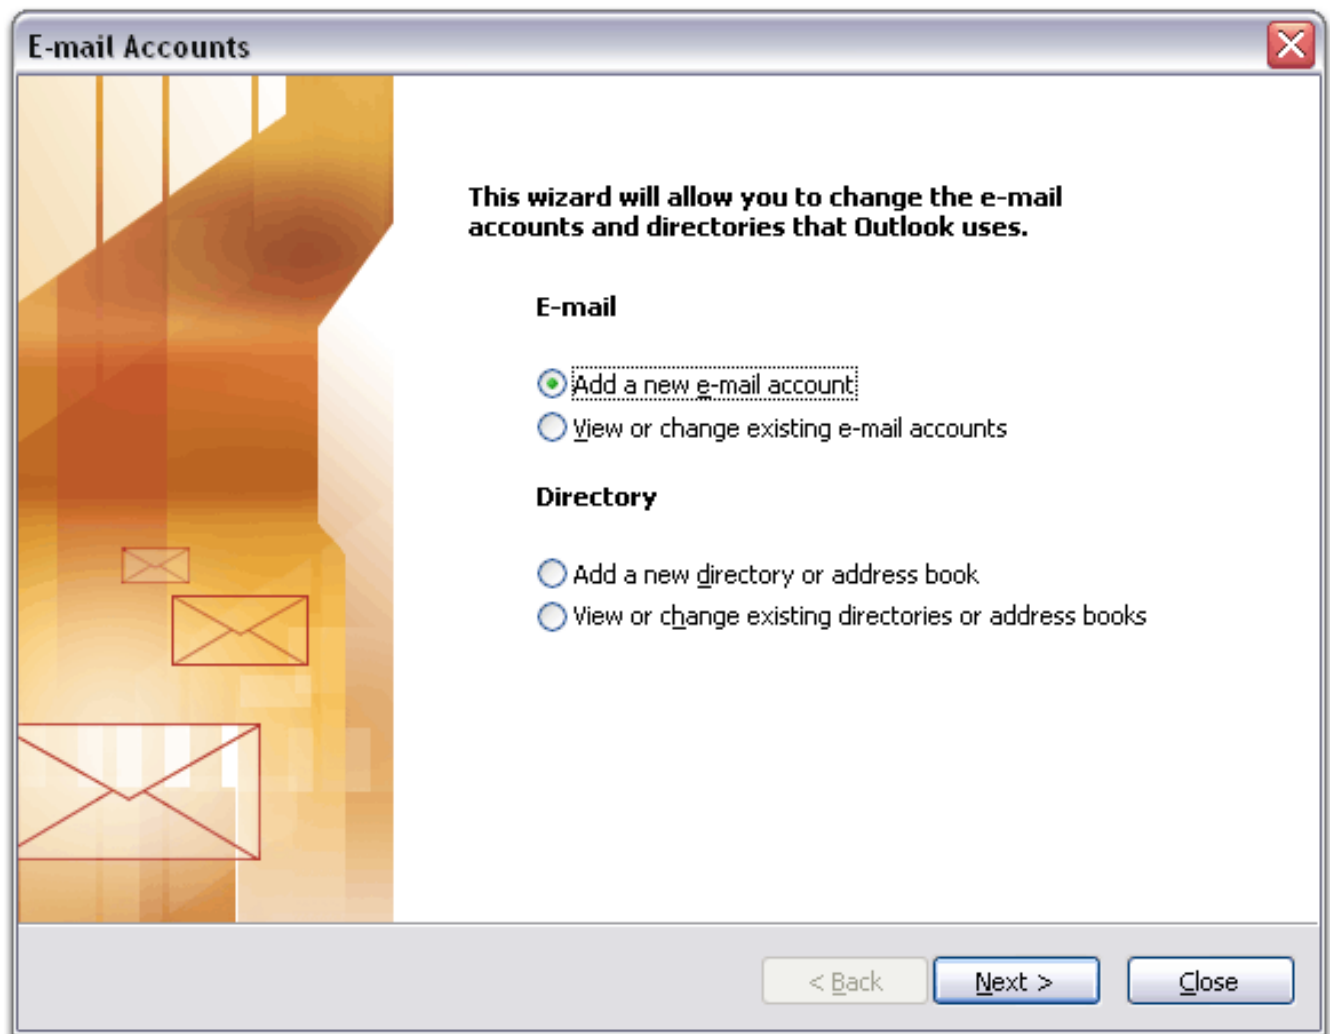 E-mail Accounts
This wizard will allow you to change the e-mail
accounts and directories that Outlook uses.
E-mail
Add a new e-mail account
View or change existing e-mail accounts
Directory
Add a new directory or address book
View or change existing directories or address books
< Back
Next >
Close